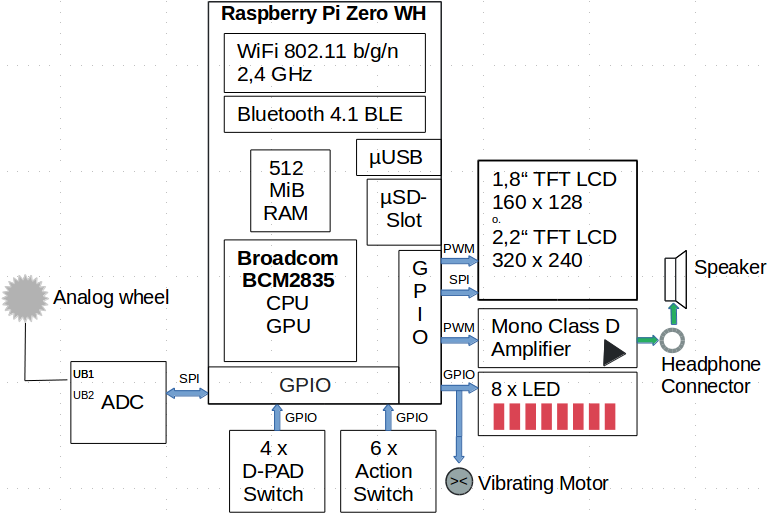 Raspberry Pi Zero WH
WiFi 802.11 b/g/n
2,4 GHz
Bluetooth 4.1 BLE
µUSB
512
MiB
RAM
µSD-
Slot
1,8“ TFT LCD
160 x 128
o.
2,2“ TFT LCD
320 x 240
PWM
SPI
Broadcom
BCM2835
CPU
GPU
G
P
I
O
Speaker
Analog wheel
PWM
Mono Class D
Amplifier
Headphone
Connector
UB1
UB2
ADC
SPI
GPIO
GPIO
8 x LED
GPIO
GPIO
4 x
D-PAD
Switch
6 x
Action
Switch
><
Vibrating Motor